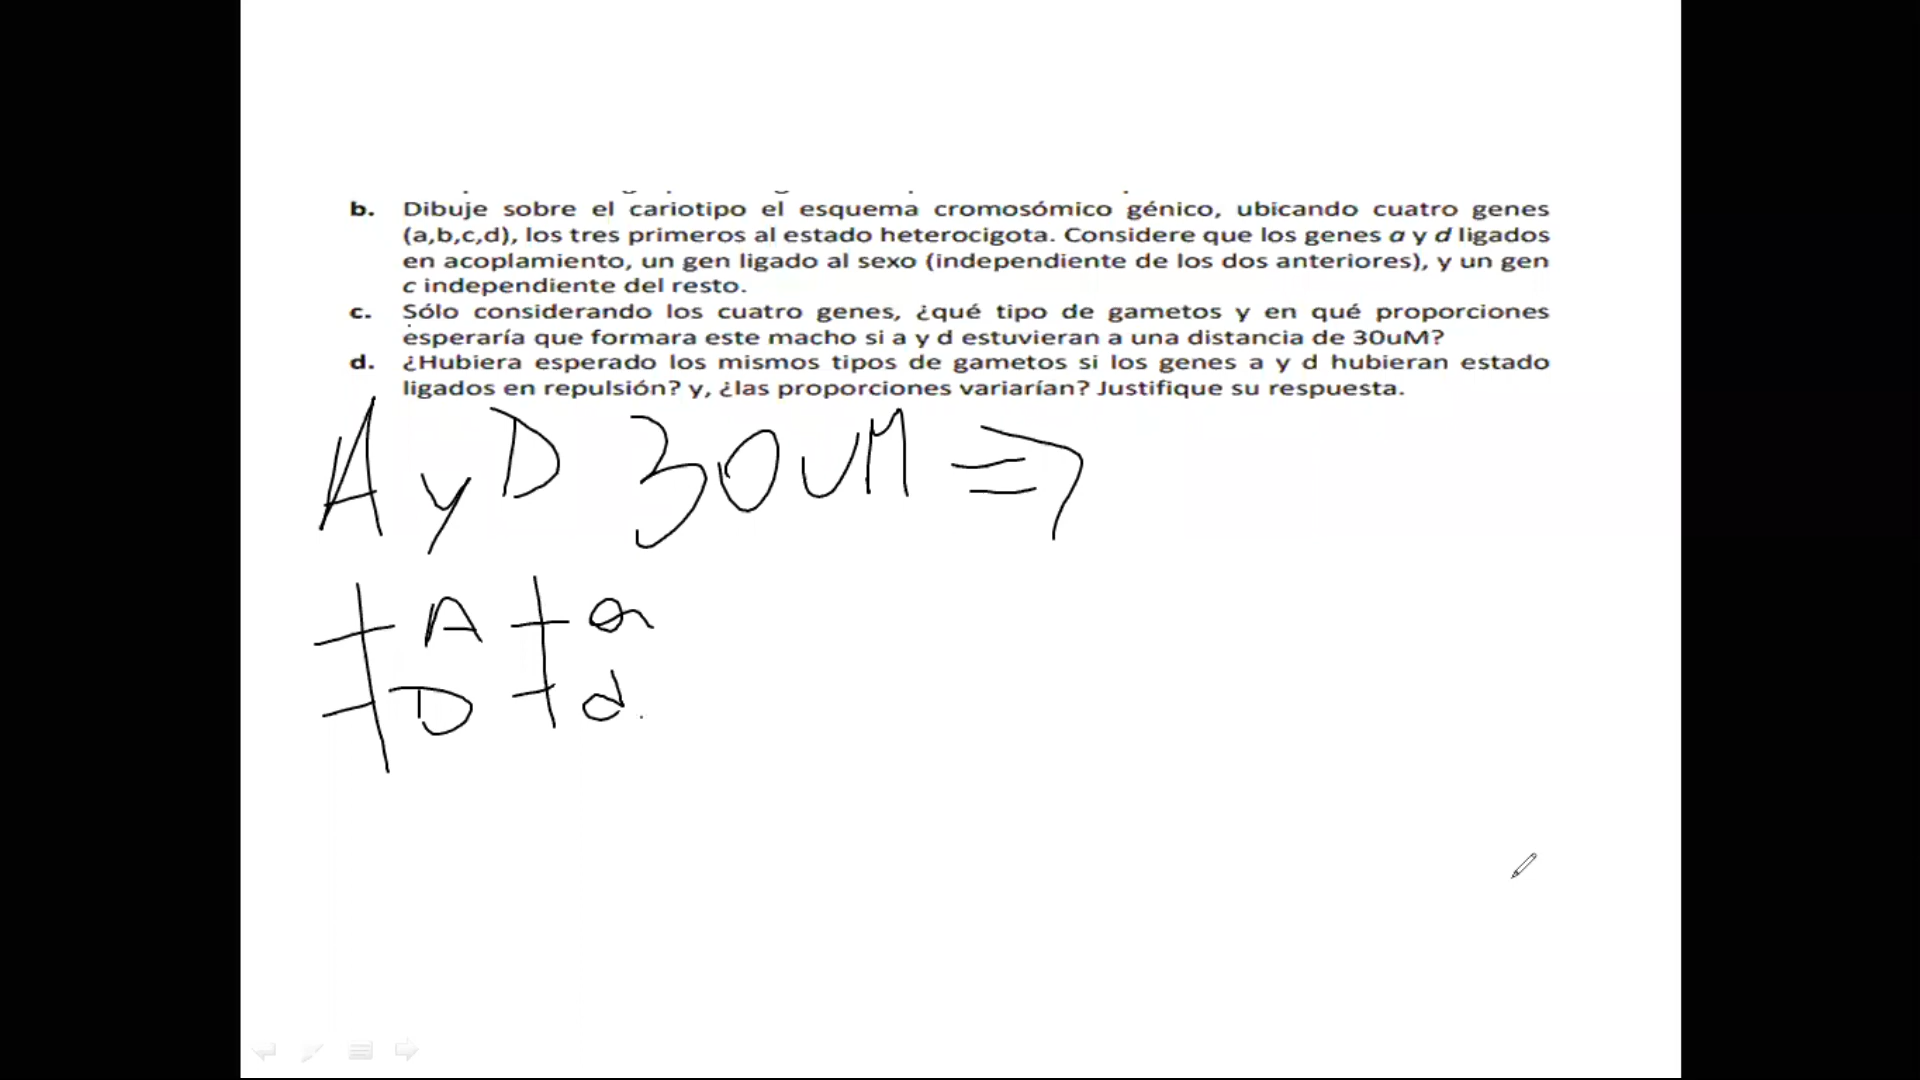 b. Dibuje sobre el cariotipo el esquema cromosómico génico, ubicando cuatro genes
(a,b,c,d), los tres primeros al estado heterocigota. Considere que los genes a y d ligados
en acoplamiento, un gen ligado al sexo (independiente de los dos anteriores), y un gen
c independiente del resto.
c. Sólo considerando los cuatro genes, ¿qué tipo de gametos y en qué proporciones
esperaría que formara este macho si a y d estuvieran a una distancia de 30uM?
d. ¿Hubiera esperado los mismos tipos de gametos si los genes a y d hubieran estado
ligados en repulsión? y, ¿las proporciones variarían? Justifique su respuesta.
A y D 30uM =>
A a
D d